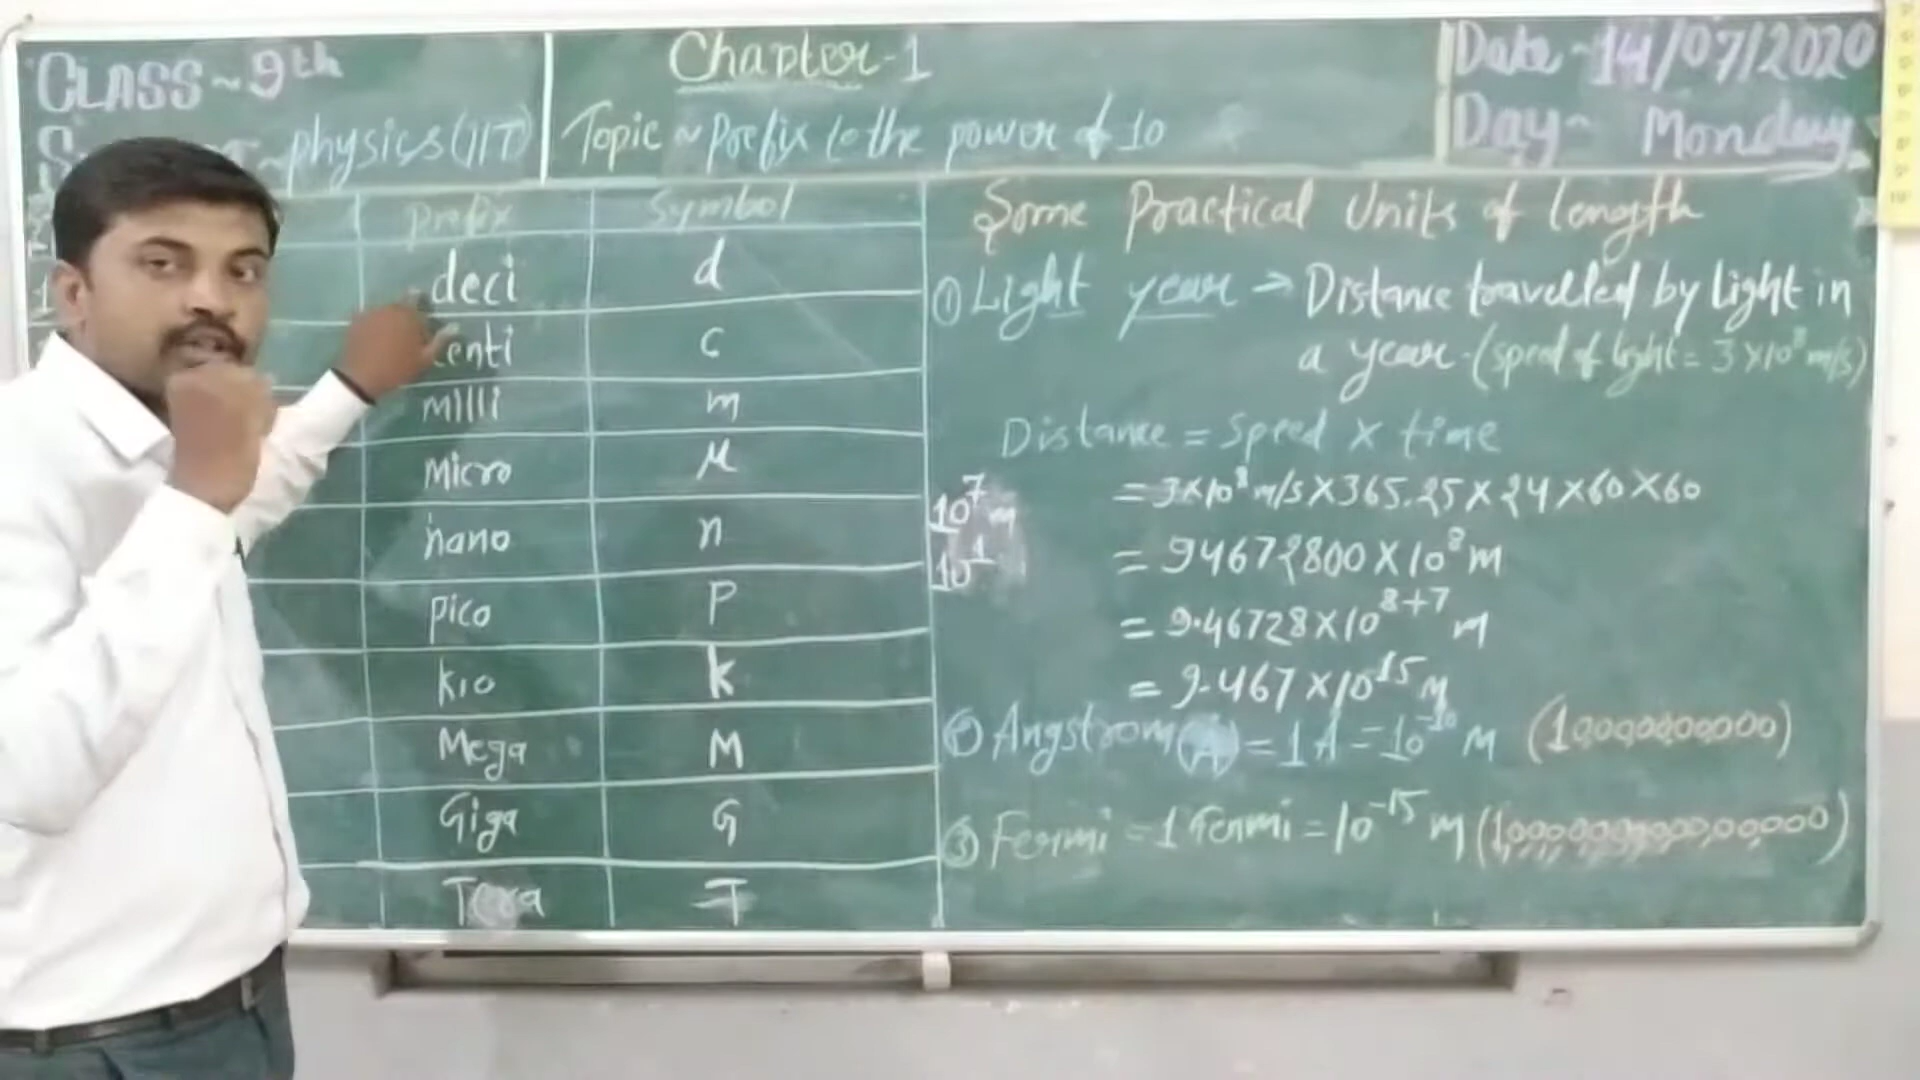 CLASS ~ 9th
physics (IIT)
Chapter-1
Topic ~ Prefix to the power of 10
Date ~ 14/07/2020
Day ~ Monday
Prefix Symbol
deci d
centi c
milli m
Micro μ
nano n
pico P
kio k
Mega M
Giga G
Tera T
Some Practical Units of length
① Light year → Distance travelled by light in
a year. (speed of light = 3×10⁸ m/s)
Distance = Speed × time
= 3×10⁸ m/s × 365.25 × 24 × 60 × 60
10⁷ m
10¹
= 94672800 × 10⁸ m
= 9.46728 × 10⁸⁺⁷ m
= 9.467 × 10¹⁵ m
② Angstrom (A) = 1 A = 10⁻¹⁰ m (10000000000)
③ Fermi = 1 Fermi = 10⁻¹⁵ m